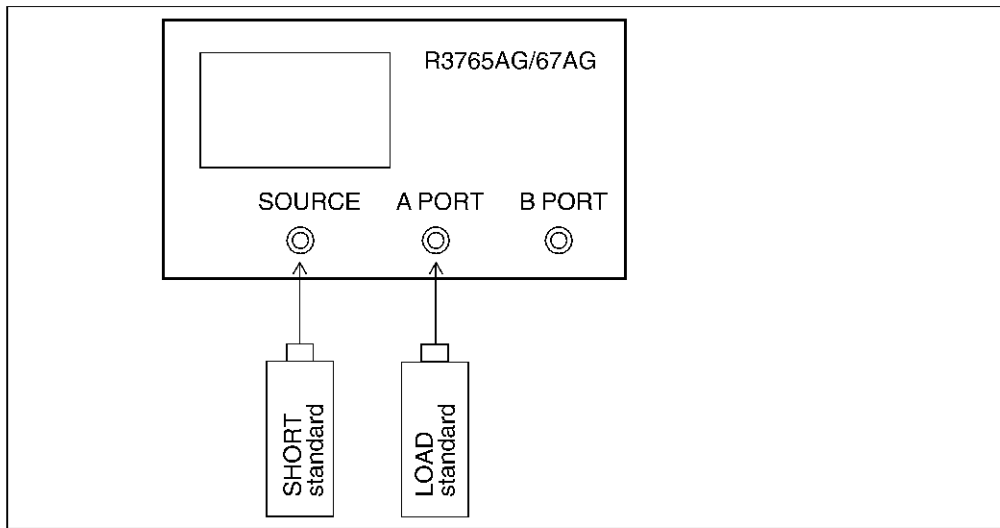 R3765AG/67AG
SOURCE
A PORT
B PORT
SHORT
standard
LOAD
standard